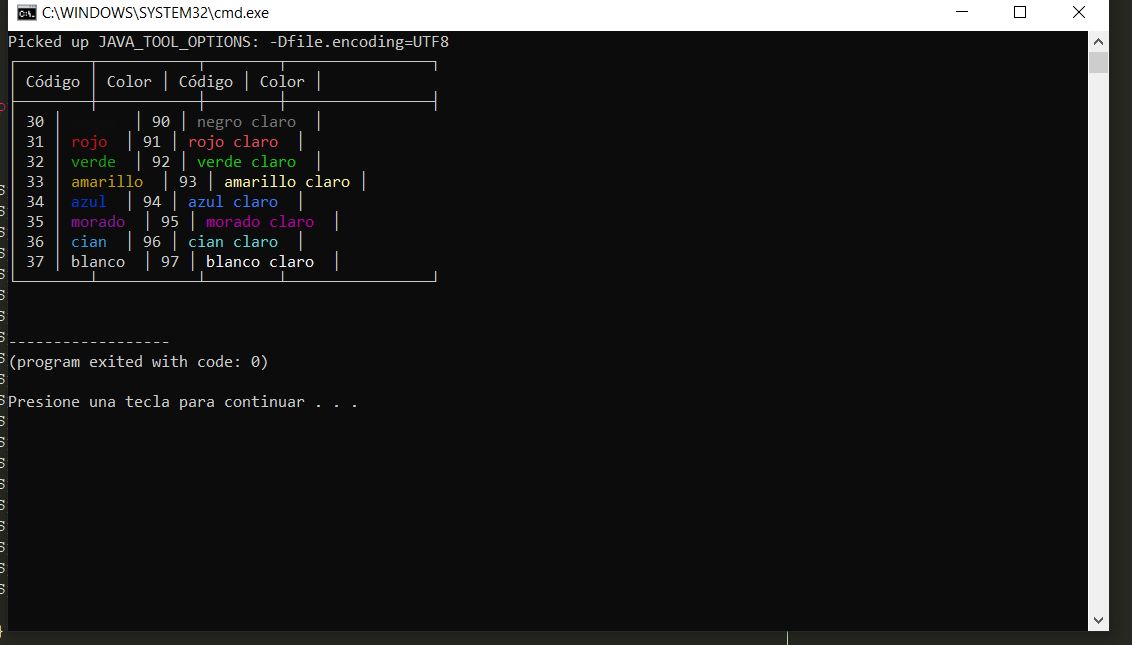 C:\WINDOWS\SYSTEM32\cmd.exe
Picked up JAVA_TOOL_OPTIONS: -Dfile.encoding=UTF8
Código │ Color │ Código │ Color │
30 │ │ 90 │ negro claro │
31 │ rojo │ 91 │ rojo claro │
32 │ verde │ 92 │ verde claro │
33 │ amarillo │ 93 │ amarillo claro │
34 │ azul │ 94 │ azul claro │
35 │ morado │ 95 │ morado claro │
36 │ cian │ 96 │ cian claro │
37 │ blanco │ 97 │ blanco claro │
------------------
(program exited with code: 0)
Presione una tecla para continuar . . .